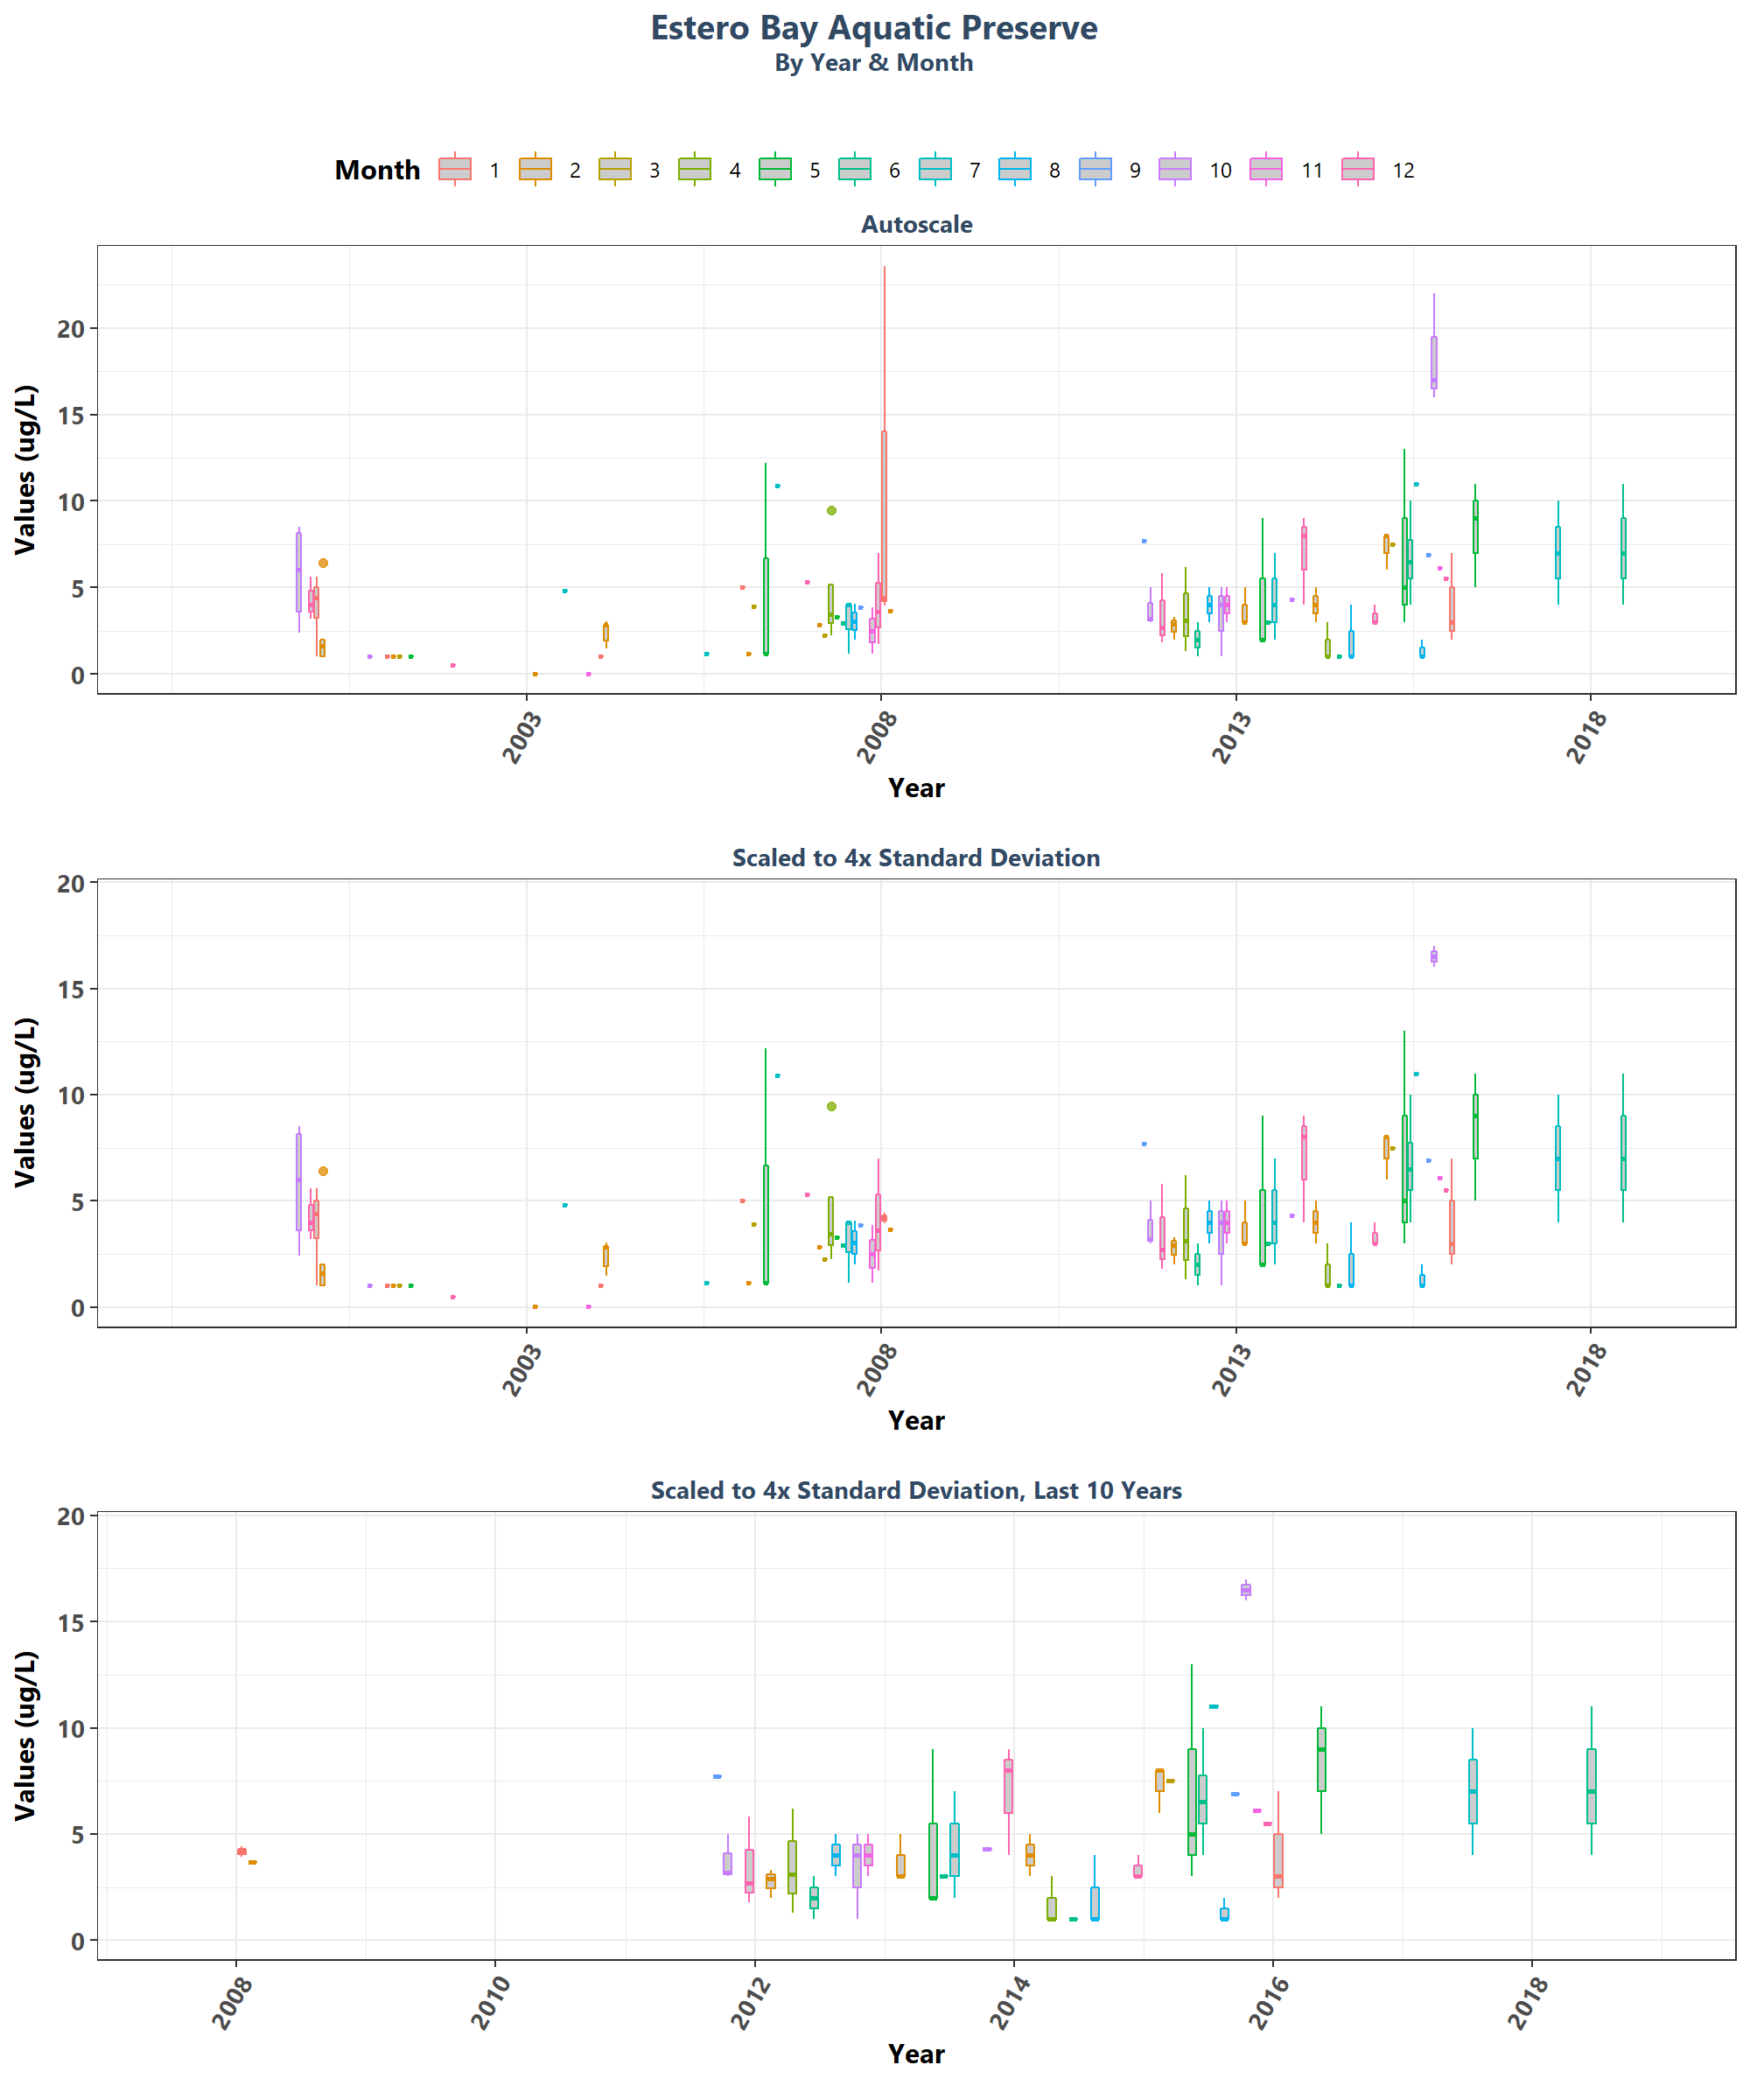 Estero Bay Aquatic Preserve
By Year & Month
Month 1 2 3 4 5 6 7 8 9 10 11 12
Autoscale
Values (ug/L)
20
15
10
5
0
2003 2008 2013 2018
Year
Scaled to 4x Standard Deviation
Values (ug/L)
20
15
10
5
0
2003 2008 2013 2018
Year
Scaled to 4x Standard Deviation, Last 10 Years
Values (ug/L)
20
15
10
5
0
2008 2010 2012 2014 2016 2018
Year